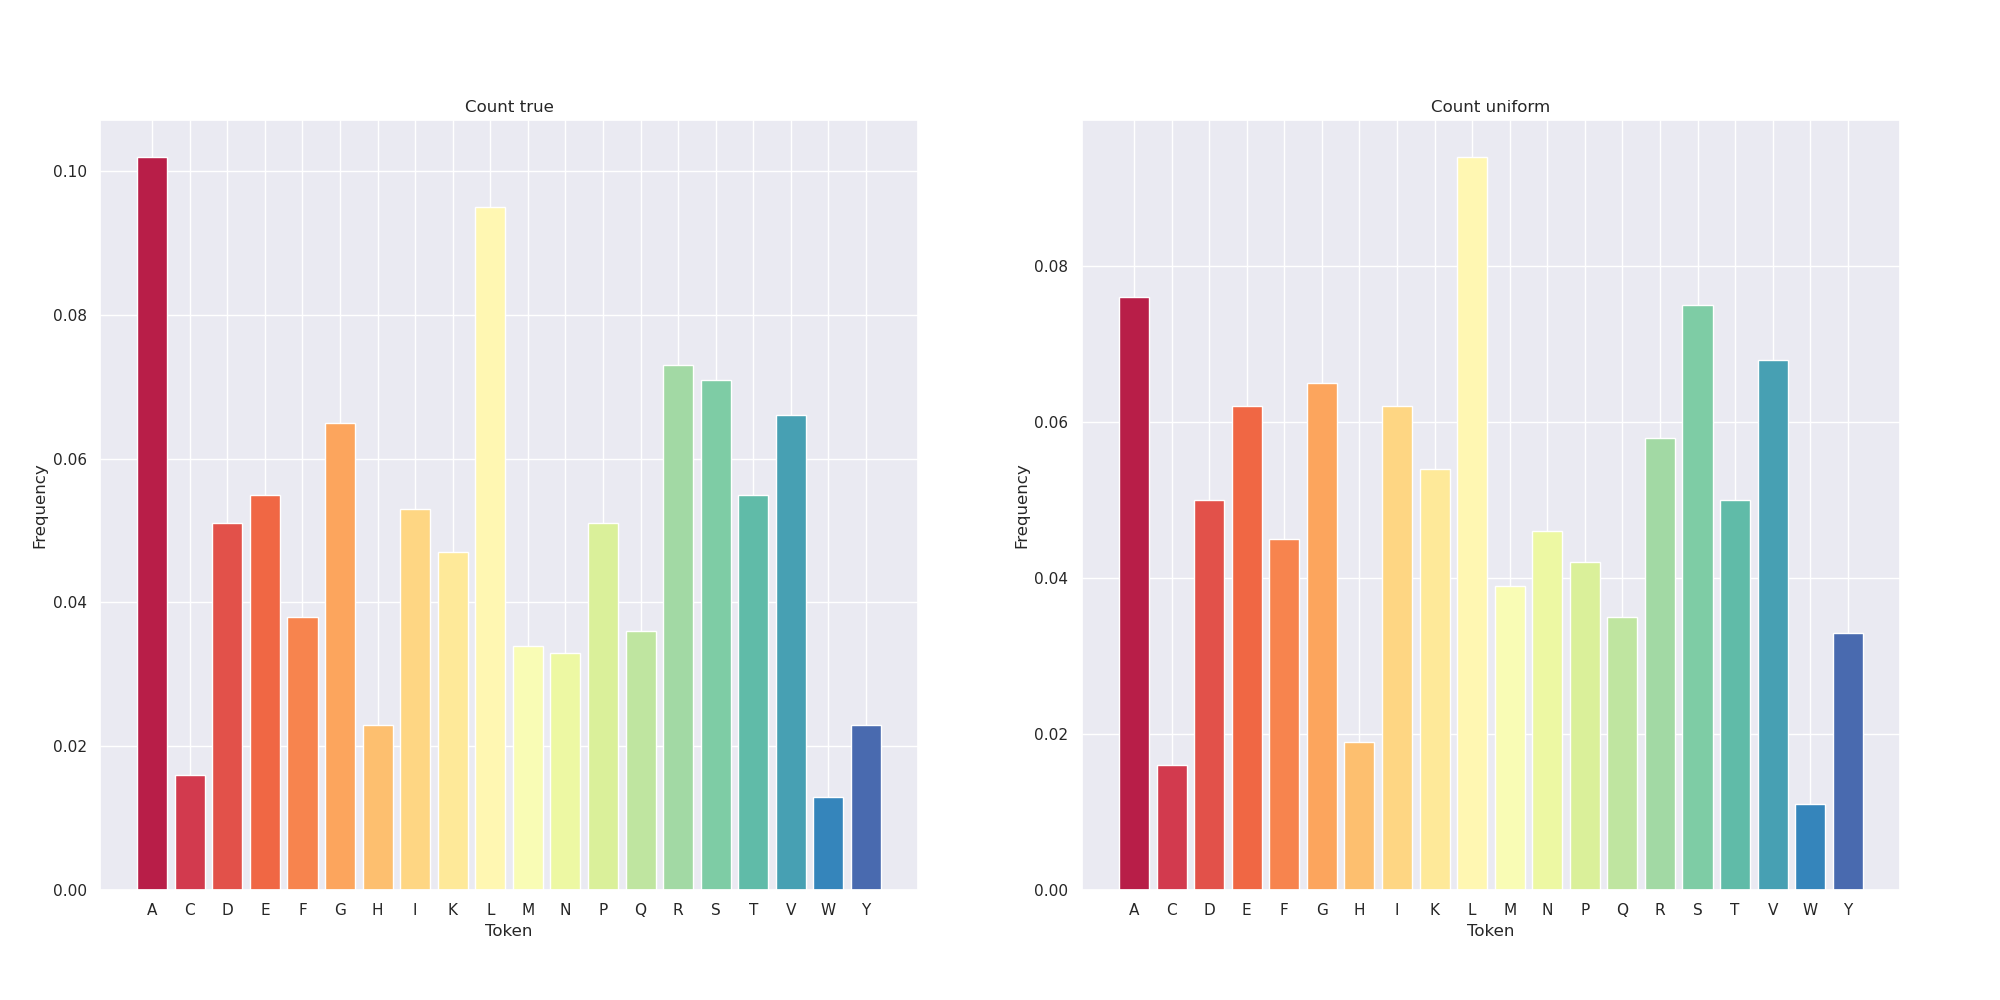 Count true
0.10
0.08
0.06
0.04
0.02
0.00
Frequency
A C D E F G H I K L M N P Q R S T V W Y
Token
Count uniform
0.08
0.06
0.04
0.02
0.00
Frequency
A C D E F G H I K L M N P Q R S T V W Y
Token